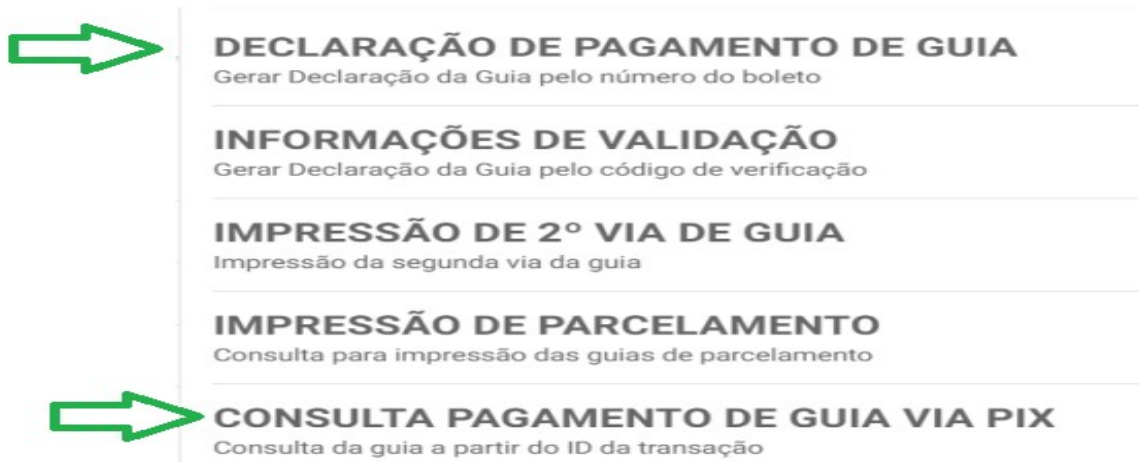 DECLARAÇÃO DE PAGAMENTO DE GUIA
Gerar Declaração da Guia pelo número do boleto
INFORMAÇÕES DE VALIDAÇÃO
Gerar Declaração da Guia pelo código de verificação
IMPRESSÃO DE 2º VIA DE GUIA
Impressão da segunda via da guia
IMPRESSÃO DE PARCELAMENTO
Consulta para impressão das guias de parcelamento
CONSULTA PAGAMENTO DE GUIA VIA PIX
Consulta da guia a partir do ID da transação